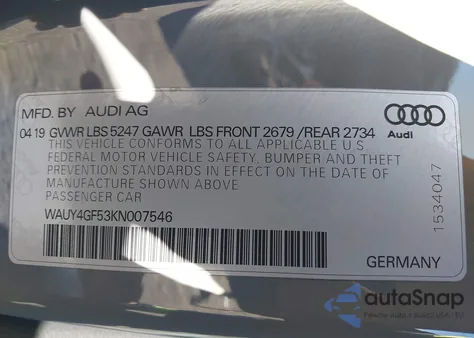 MFD. BY AUDI AG
04 19 GVWR LBS 5247 GAWR LBS FRONT 2679 / REAR 2734
THIS VEHICLE CONFORMS TO ALL APPLICABLE U.S.
FEDERAL MOTOR VEHICLE SAFETY, BUMPER AND THEFT
PREVENTION STANDARDS IN EFFECT ON THE DATE OF
MANUFACTURE SHOWN ABOVE
PASSENGER CAR
WAUY4GF53KN007546
GERMANY
Audi
1534047
autaSnap